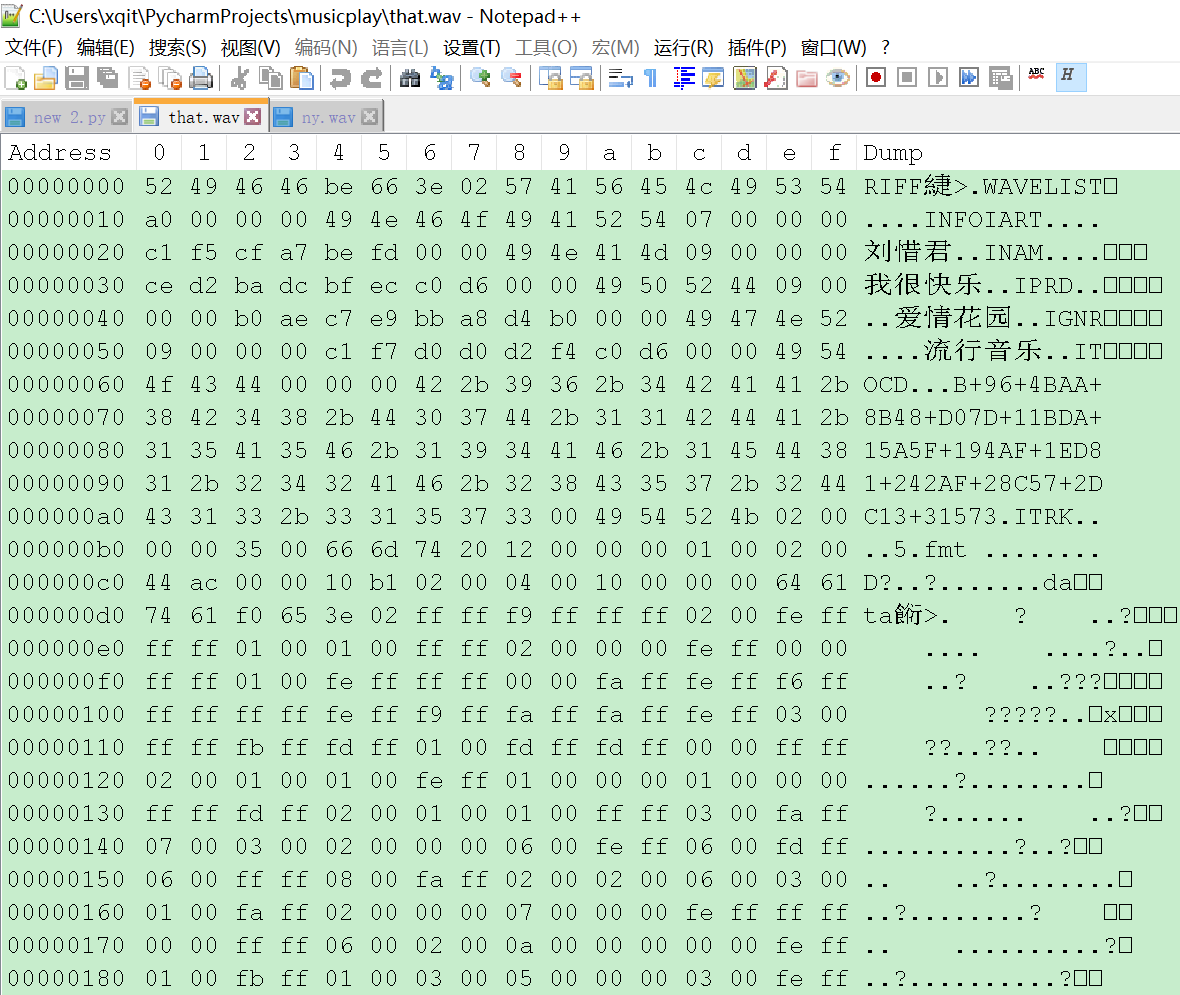 C:\Users\xqit\PycharmProjects\musicplay\that.wav - Notepad++
文件(F) 编辑(E) 搜索(S) 视图(V) 编码(N) 语言(L) 设置(T) 工具(O) 宏(M) 运行(R) 插件(P) 窗口(W) ?
ABC H
new 2.py that.wav ny.wav
Address 0 1 2 3 4 5 6 7 8 9 a b c d e f Dump
00000000 52 49 46 46 be 66 3e 02 57 41 56 45 4c 49 53 54 RIFF緁>.WAVELIST□
00000010 a0 00 00 00 49 4e 46 4f 49 41 52 54 07 00 00 00 ....INFOIART....
00000020 c1 f5 cf a7 be fd 00 00 49 4e 41 4d 09 00 00 00 刘惜君..INAM....□□□
00000030 ce d2 ba dc bf ec c0 d6 00 00 49 50 52 44 09 00 我很快乐..IPRD..□□□□
00000040 00 00 b0 ae c7 e9 bb a8 d4 b0 00 00 49 47 4e 52 ..爱情花园..IGNR□□□□
00000050 09 00 00 00 c1 f7 d0 d0 d2 f4 c0 d6 00 00 49 54 ....流行音乐..IT□□□□
00000060 4f 43 44 00 00 00 42 2b 39 36 2b 34 42 41 41 2b OCD...B+96+4BAA+
00000070 38 42 34 38 2b 44 30 37 44 2b 31 31 42 44 41 2b 8B48+D07D+11BDA+
00000080 31 35 41 35 46 2b 31 39 34 41 46 2b 31 45 44 38 15A5F+194AF+1ED8
00000090 31 2b 32 34 32 41 46 2b 32 38 43 35 37 2b 32 44 1+242AF+28C57+2D
000000a0 43 31 33 2b 33 31 35 37 33 00 49 54 52 4b 02 00 C13+31573.ITRK..
000000b0 00 00 35 00 66 6d 74 20 12 00 00 00 01 00 02 00 ..5.fmt ........
000000c0 44 ac 00 00 10 b1 02 00 04 00 10 00 00 00 64 61 D?..?.......da□□
000000d0 74 61 f0 65 3e 02 ff ff f9 ff ff ff 02 00 fe ff ta餰>. ? ..?□□□
000000e0 ff ff 01 00 01 00 ff ff 02 00 00 00 fe ff 00 00 .... ....?..□
000000f0 ff ff 01 00 fe ff ff ff 00 00 fa ff fe ff f6 ff ..? ..???□□□□
00000100 ff ff ff ff fe ff f9 ff fa ff fa ff fe ff 03 00 ?????..□x□□□
00000110 ff ff fb ff fd ff 01 00 fd ff fd ff 00 00 ff ff ??..??.. □□□□
00000120 02 00 01 00 01 00 fe ff 01 00 00 00 01 00 00 00 ......?........□
00000130 ff ff fd ff 02 00 01 00 01 00 ff ff 03 00 fa ff ?...... ..?□□
00000140 07 00 03 00 02 00 00 00 06 00 fe ff 06 00 fd ff ..........?..?□□
00000150 06 00 ff ff 08 00 fa ff 02 00 02 00 06 00 03 00 .. ..?........□
00000160 01 00 fa ff 02 00 00 00 07 00 00 00 fe ff ff ff ..?........? □□
00000170 00 00 ff ff 06 00 02 00 0a 00 00 00 00 00 fe ff .. ..........?□
00000180 01 00 fb ff 01 00 03 00 05 00 00 00 03 00 fe ff ..?..........?□□